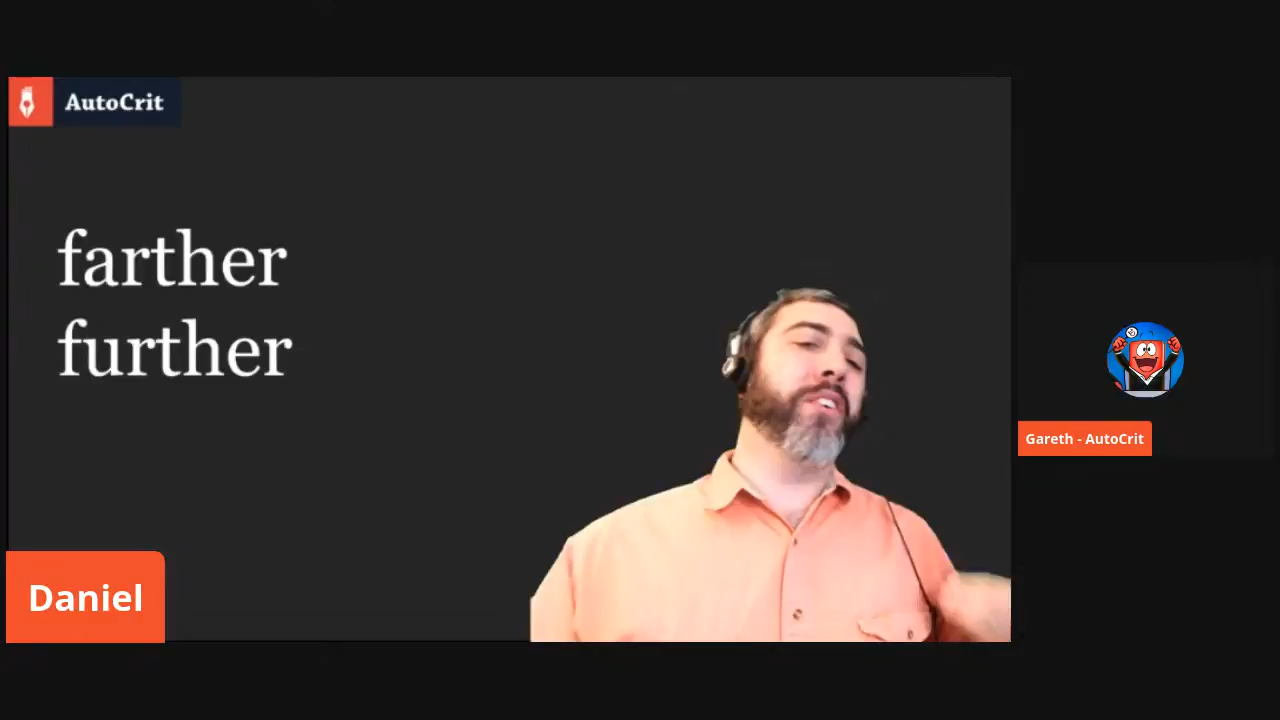 AutoCrit
farther
further
Gareth - AutoCrit
Daniel